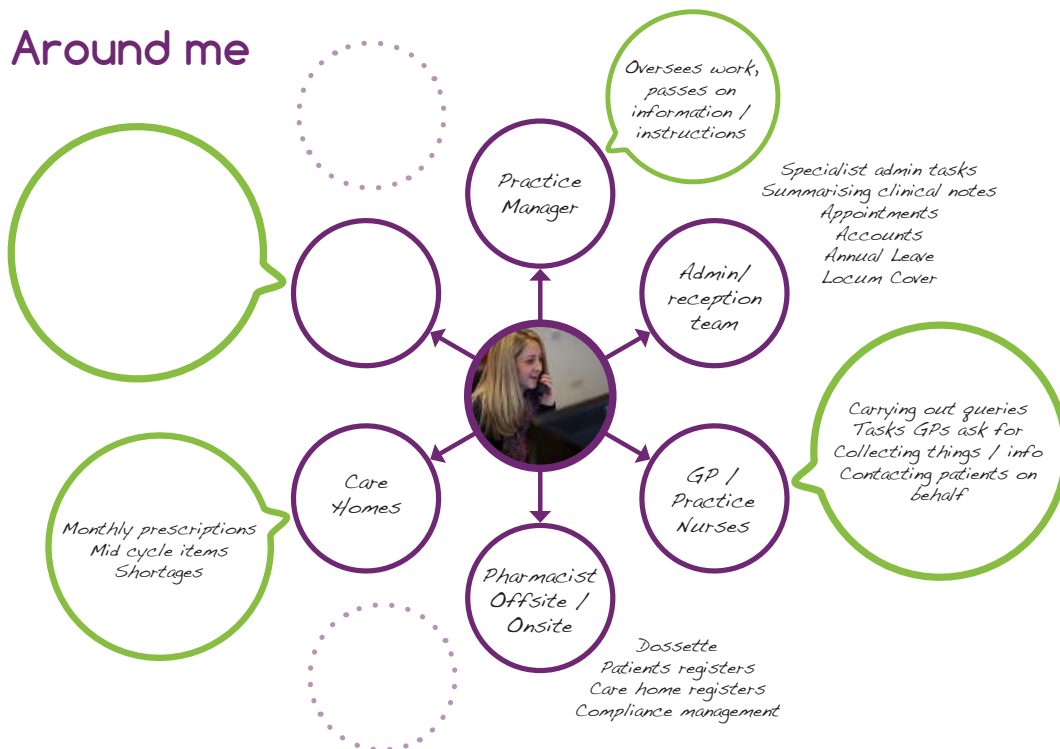 Around me
Oversees work,
passes on
information /
instructions
Practice
Manager
Specialist admin tasks
Summarising clinical notes
Appointments
Accounts
Annual Leave
Locum Cover
Admin/
reception
team
Carrying out queries
Tasks GPs ask for
Collecting things / info
Contacting patients on
behalf
GP /
Practice
Nurses
Care
Homes
Monthly prescriptions
Mid cycle items
Shortages
Pharmacist
Offsite /
Onsite
Dossette
Patients registers
Care home registers
Compliance management